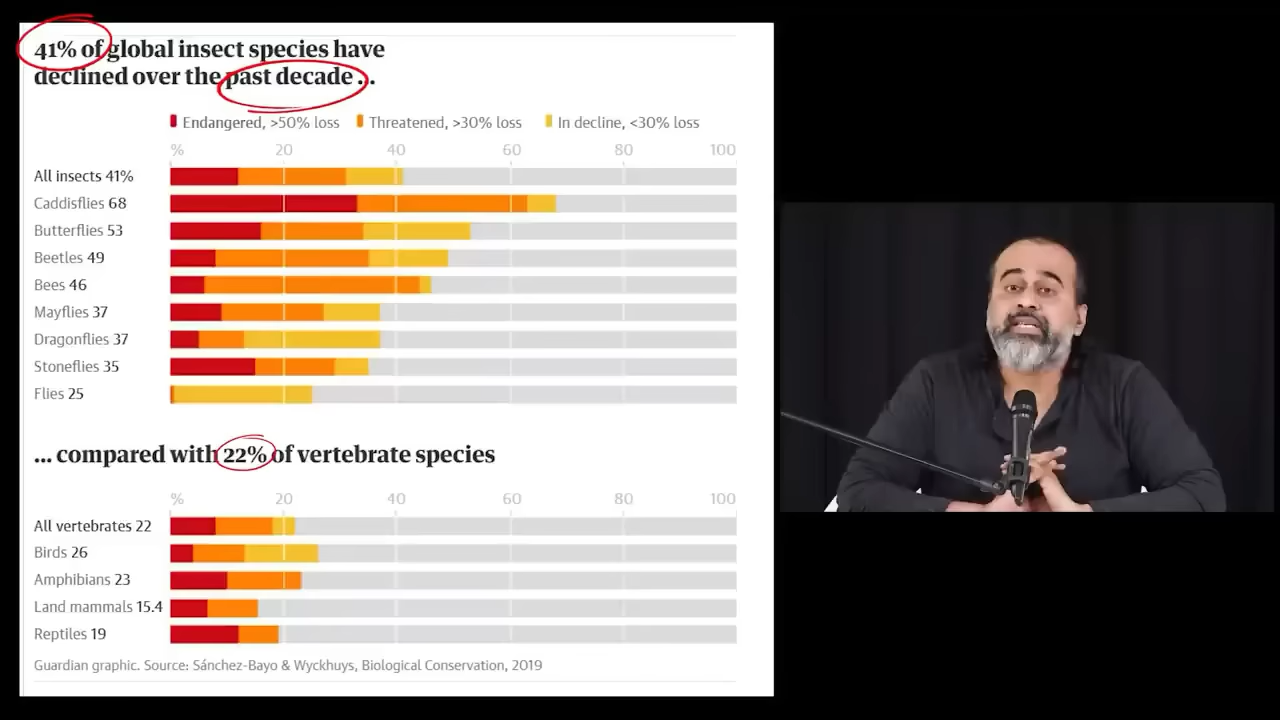 41% of global insect species have
declined over the past decade ...
Endangered, >50% loss Threatened, >30% loss In decline, <30% loss
% 20 40 60 80 100
All insects 41%
Caddisflies 68
Butterflies 53
Beetles 49
Bees 46
Mayflies 37
Dragonflies 37
Stoneflies 35
Flies 25
... compared with 22% of vertebrate species
% 20 40 60 80 100
All vertebrates 22
Birds 26
Amphibians 23
Land mammals 15.4
Reptiles 19
Guardian graphic. Source: Sánchez-Bayo & Wyckhuys, Biological Conservation, 2019